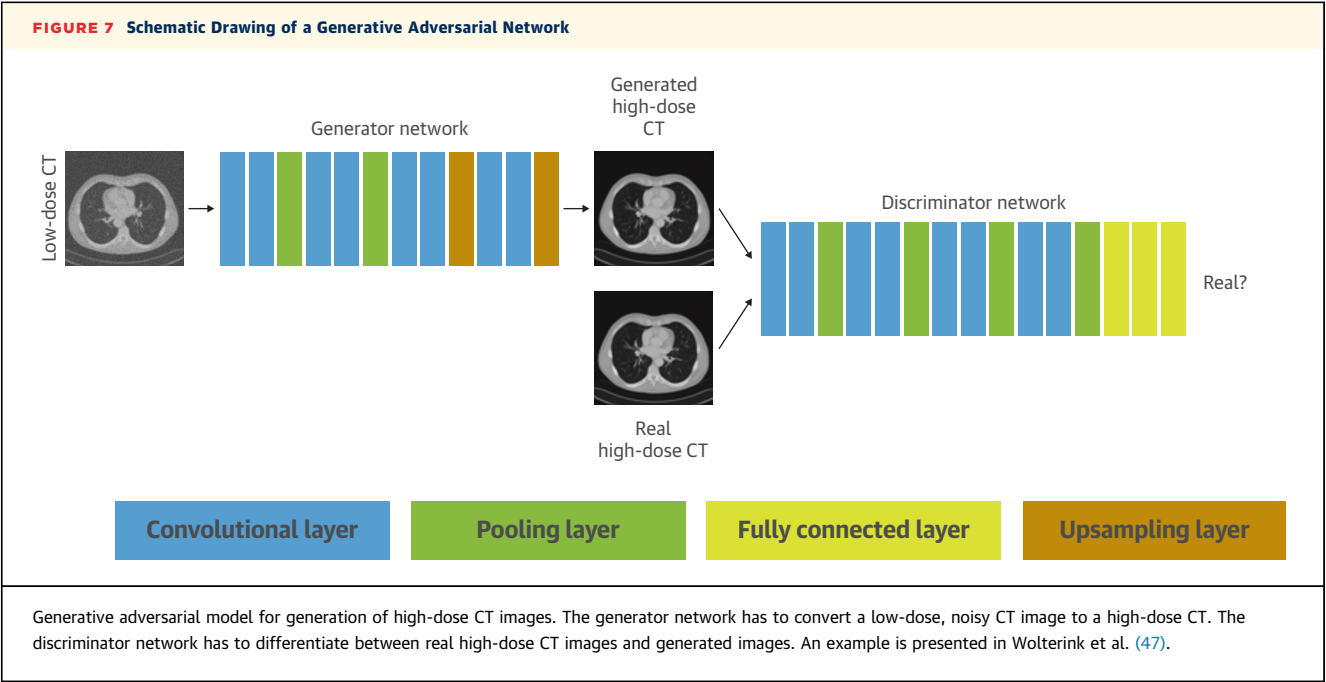 FIGURE 7 Schematic Drawing of a Generative Adversarial Network
Generated
high-dose
CT
Generator network
Low-dose CT
Discriminator network
Real?
Real
high-dose CT
Convolutional layer
Pooling layer
Fully connected layer
Upsampling layer
Generative adversarial model for generation of high-dose CT images. The generator network has to convert a low-dose, noisy CT image to a high-dose CT. The
discriminator network has to differentiate between real high-dose CT images and generated images. An example is presented in Wolterink et al. (47).